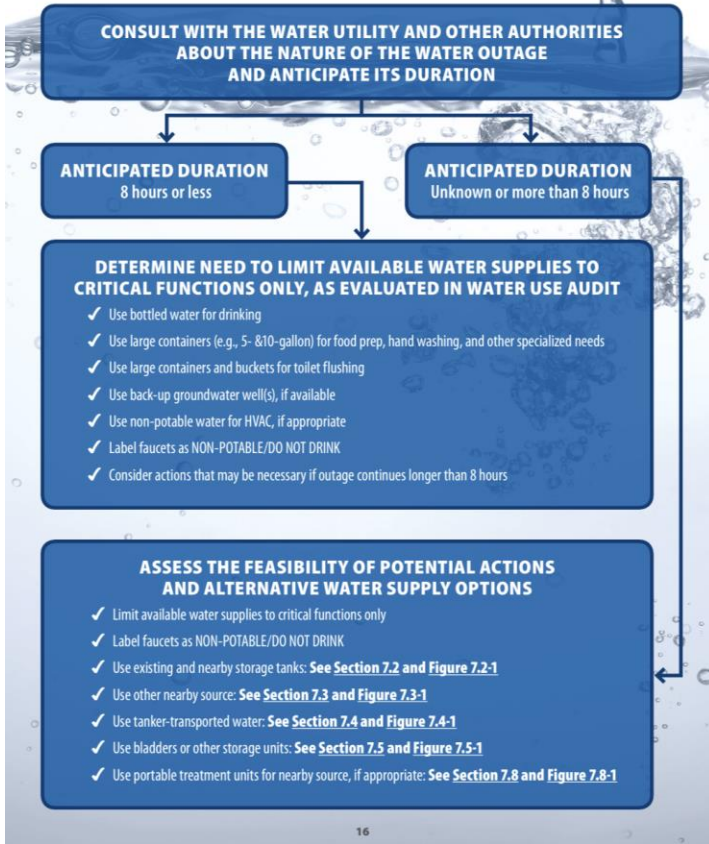 CONSULT WITH THE WATER UTILITY AND OTHER AUTHORITIES
ABOUT THE NATURE OF THE WATER OUTAGE
AND ANTICIPATE ITS DURATION
ANTICIPATED DURATION
8 hours or less
ANTICIPATED DURATION
Unknown or more than 8 hours
DETERMINE NEED TO LIMIT AVAILABLE WATER SUPPLIES TO
CRITICAL FUNCTIONS ONLY, AS EVALUATED IN WATER USE AUDIT
✓ Use bottled water for drinking
✓ Use large containers (e.g., 5- &10-gallon) for food prep, hand washing, and other specialized needs
✓ Use large containers and buckets for toilet flushing
✓ Use back-up groundwater well(s), if available
✓ Use non-potable water for HVAC, if appropriate
✓ Label faucets as NON-POTABLE/DO NOT DRINK
✓ Consider actions that may be necessary if outage continues longer than 8 hours
ASSESS THE FEASIBILITY OF POTENTIAL ACTIONS
AND ALTERNATIVE WATER SUPPLY OPTIONS
✓ Limit available water supplies to critical functions only
✓ Label faucets as NON-POTABLE/DO NOT DRINK
✓ Use existing and nearby storage tanks: See Section 7.2 and Figure 7.2-1
✓ Use other nearby source: See Section 7.3 and Figure 7.3-1
✓ Use tanker-transported water: See Section 7.4 and Figure 7.4-1
✓ Use bladders or other storage units: See Section 7.5 and Figure 7.5-1
✓ Use portable treatment units for nearby source, if appropriate: See Section 7.8 and Figure 7.8-1
16